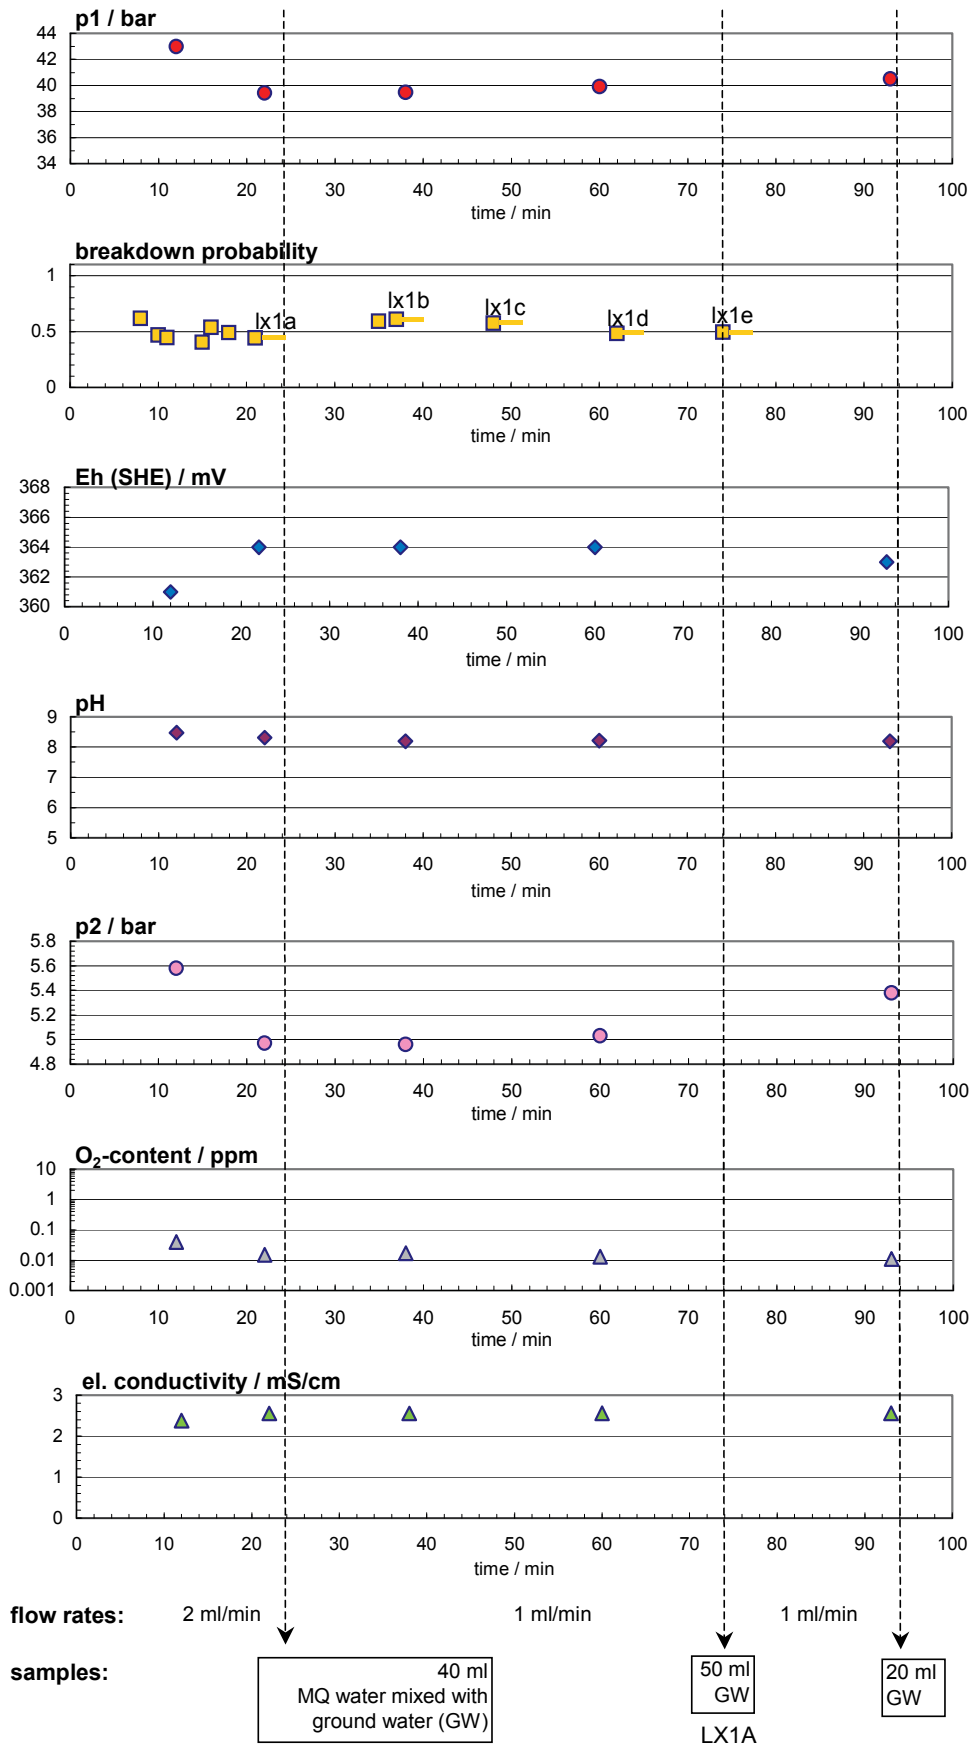 p1 / bar
44
42
40
38
36
34
0 10 20 30 40 50 60 70 80 90 100
time / min
breakdown probability
1
0.5
0
lx1a
lx1b
lx1c
lx1d
lx1e
0 10 20 30 40 50 60 70 80 90 100
time / min
Eh (SHE) / mV
368
366
364
362
360
0 10 20 30 40 50 60 70 80 90 100
time / min
pH
9
8
7
6
5
0 10 20 30 40 50 60 70 80 90 100
time / min
p2 / bar
5.8
5.6
5.4
5.2
5
4.8
0 10 20 30 40 50 60 70 80 90 100
time / min
O₂-content / ppm
10
1
0.1
0.01
0.001
0 10 20 30 40 50 60 70 80 90 100
time / min
el. conductivity / mS/cm
3
2
1
0
0 10 20 30 40 50 60 70 80 90 100
time / min
flow rates: 2 ml/min 1 ml/min 1 ml/min
samples:
40 ml
MQ water mixed with
ground water (GW)
50 ml
GW
LX1A
20 ml
GW